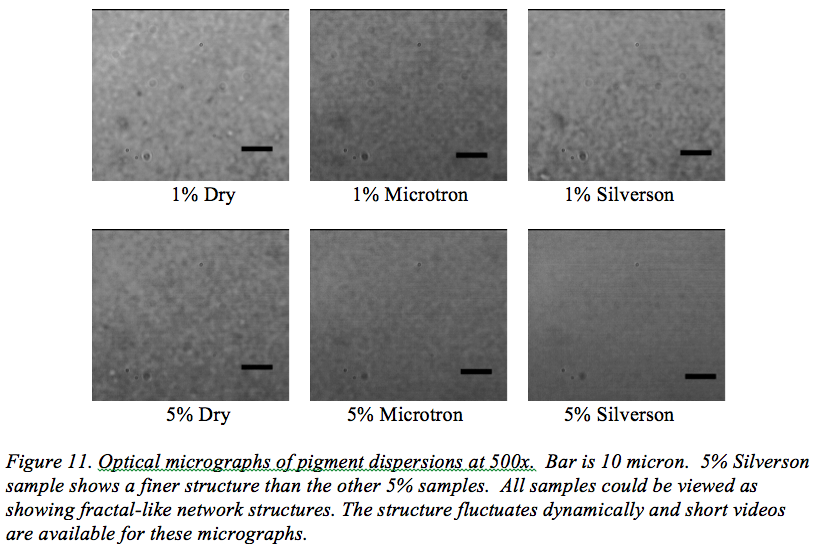 1% Dry 1% Microtron 1% Silverson
5% Dry 5% Microtron 5% Silverson
Figure 11. Optical micrographs of pigment dispersions at 500x. Bar is 10 micron. 5% Silverson
sample shows a finer structure than the other 5% samples. All samples could be viewed as
showing fractal-like network structures. The structure fluctuates dynamically and short videos
are available for these micrographs.